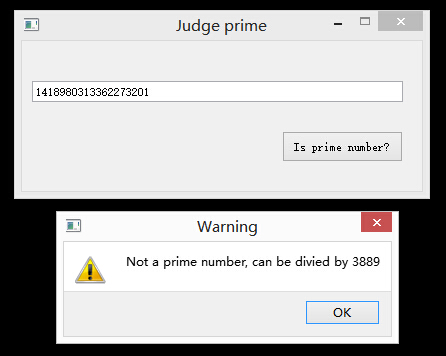 Judge prime
1418980313362273201
Is prime number?
Warning
Not a prime number, can be divied by 3889
OK